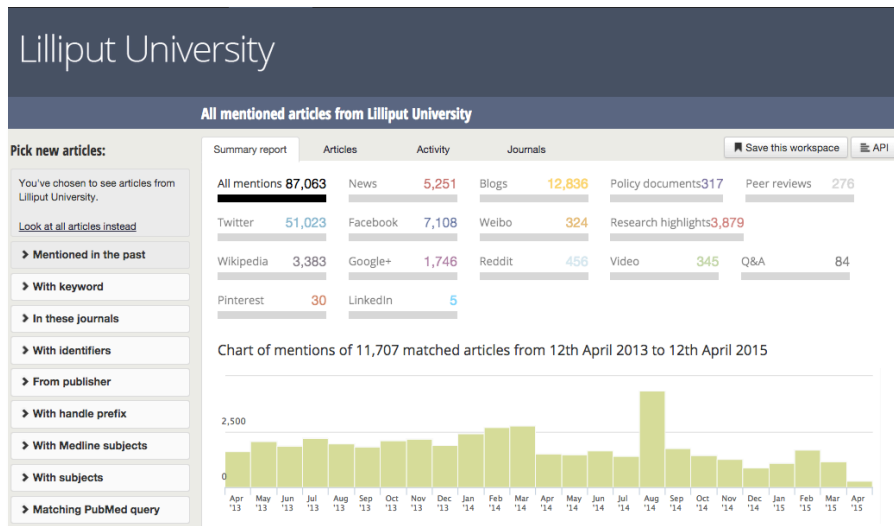 Lilliput University
All mentioned articles from Lilliput University
Pick new articles:
You've chosen to see articles from
Lilliput University.
Look at all articles instead
Mentioned in the past
With keyword
In these journals
With identifiers
From publisher
With handle prefix
With Medline subjects
With subjects
Matching PubMed query
Summary report Articles Activity Journals Save this workspace API
All mentions 87,063 News 5,251 Blogs 12,836 Policy documents317 Peer reviews 276
Twitter 51,023 Facebook 7,108 Weibo 324 Research highlights3,879
Wikipedia 3,383 Google+ 1,746 Reddit 456 Video 345 Q&A 84
Pinterest 30 LinkedIn 5
Chart of mentions of 11,707 matched articles from 12th April 2013 to 12th April 2015
2,500
0
Apr May Jun Jul Aug Sep Oct Nov Dec Jan Feb Mar Apr May Jun Jul Aug Sep Oct Nov Dec Jan Feb Mar Apr
'13 '13 '13 '13 '13 '13 '13 '13 '13 '14 '14 '14 '14 '14 '14 '14 '14 '14 '14 '14 '14 '15 '15 '15 '15